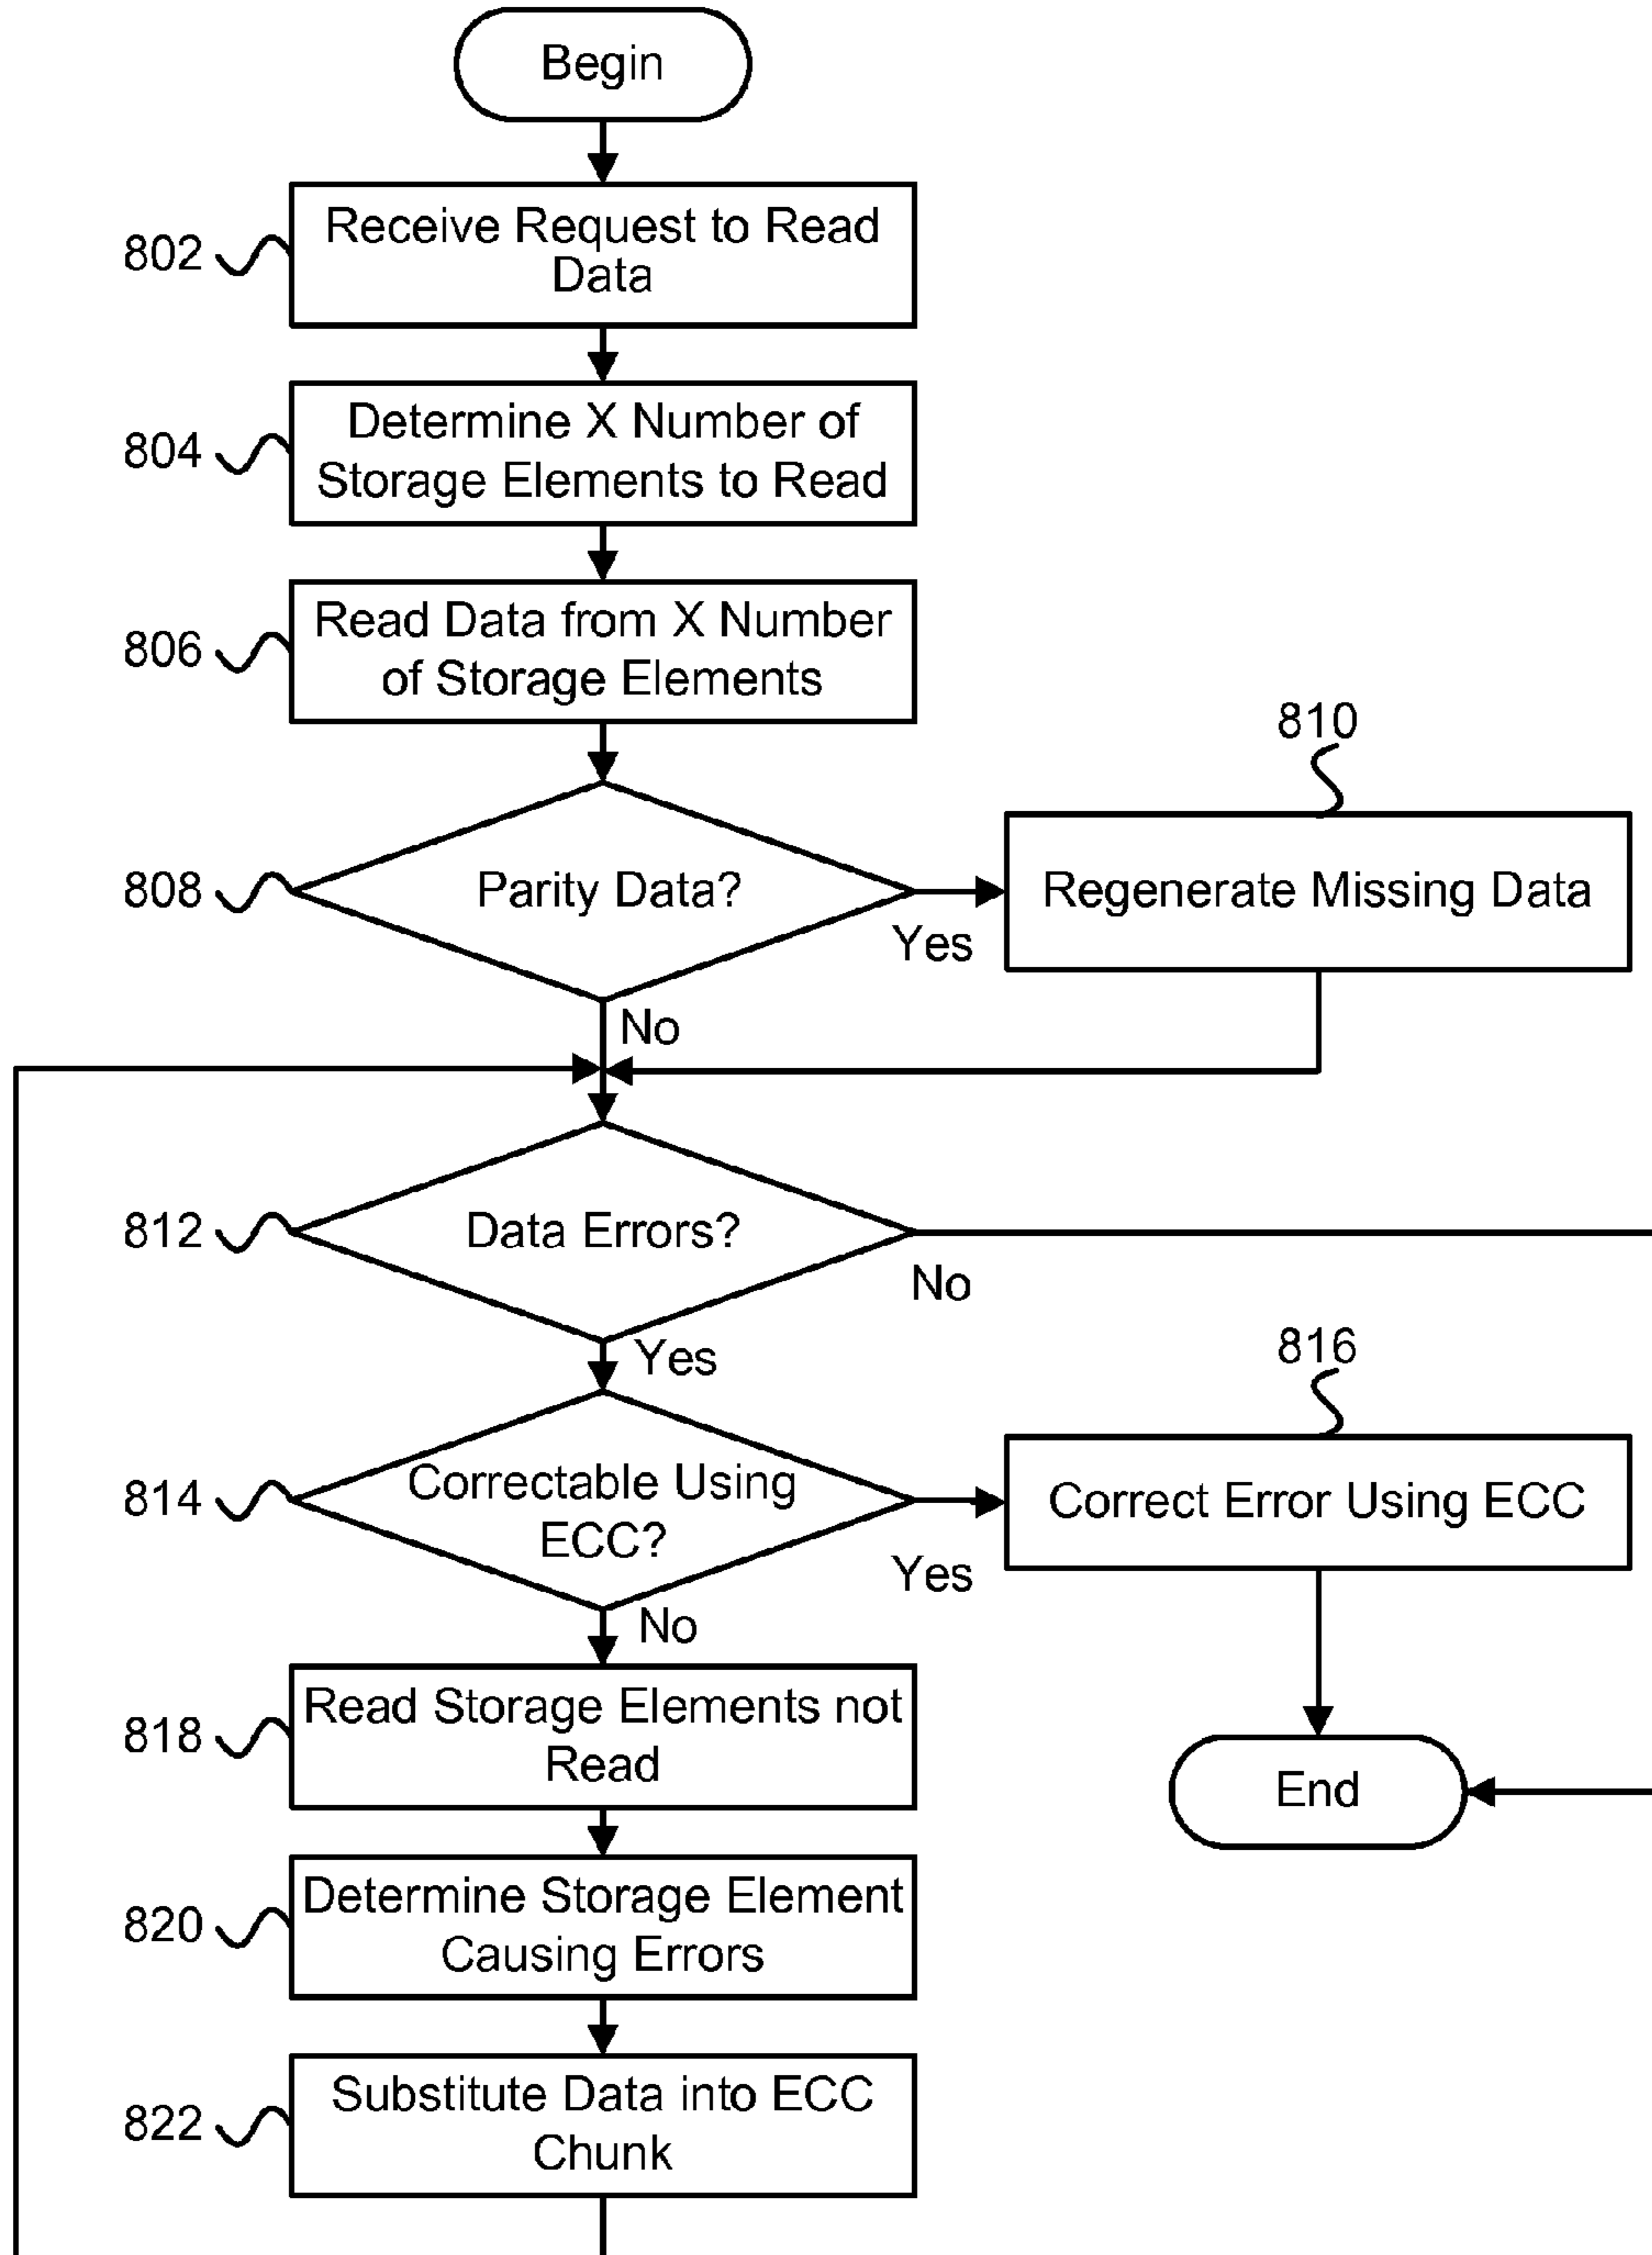 Begin
802
Receive Request to Read
Data
804
Determine X Number of
Storage Elements to Read
806
Read Data from X Number
of Storage Elements
810
808
Parity Data?
Yes
Regenerate Missing Data
No
812
Data Errors?
No
Yes
816
814
Correctable Using
ECC?
Yes
Correct Error Using ECC
No
818
Read Storage Elements not
Read
End
820
Determine Storage Element
Causing Errors
822
Substitute Data into ECC
Chunk